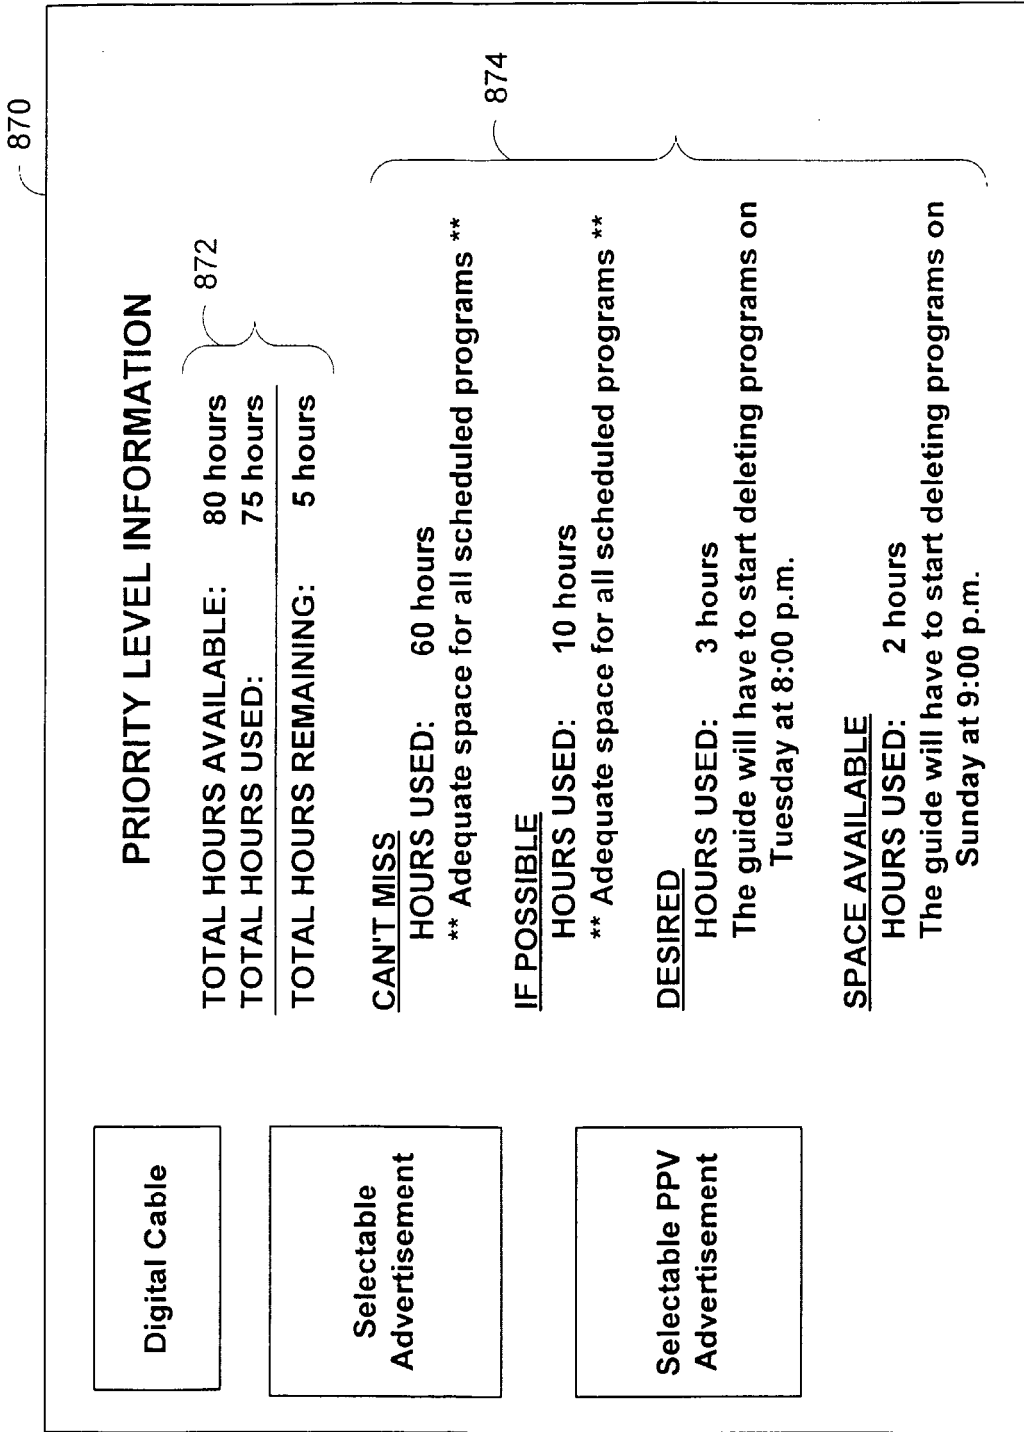 870
Digital Cable
Selectable
Advertisement
Selectable PPV
Advertisement
PRIORITY LEVEL INFORMATION
TOTAL HOURS AVAILABLE: 80 hours
TOTAL HOURS USED: 75 hours
TOTAL HOURS REMAINING: 5 hours
872
CAN'T MISS
HOURS USED: 60 hours
** Adequate space for all scheduled programs **
IF POSSIBLE
HOURS USED: 10 hours
** Adequate space for all scheduled programs **
DESIRED
HOURS USED: 3 hours
The guide will have to start deleting programs on
Tuesday at 8:00 p.m.
SPACE AVAILABLE
HOURS USED: 2 hours
The guide will have to start deleting programs on
Sunday at 9:00 p.m.
874